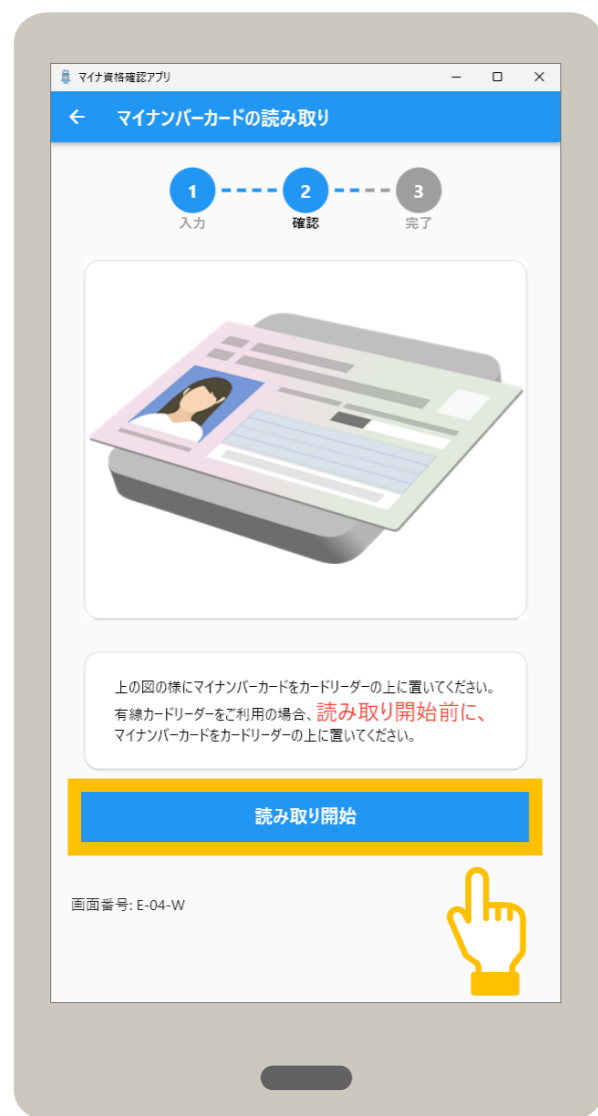 マイナ資格確認アプリ
マイナンバーカードの読み取り
1 2 3
入力 確認 完了
上の図の様にマイナンバーカードをカードリーダーの上に置いてください。
有線カードリーダーをご利用の場合、読み取り開始前に、
マイナンバーカードをカードリーダーの上に置いてください。
読み取り開始
画面番号: E-04-W